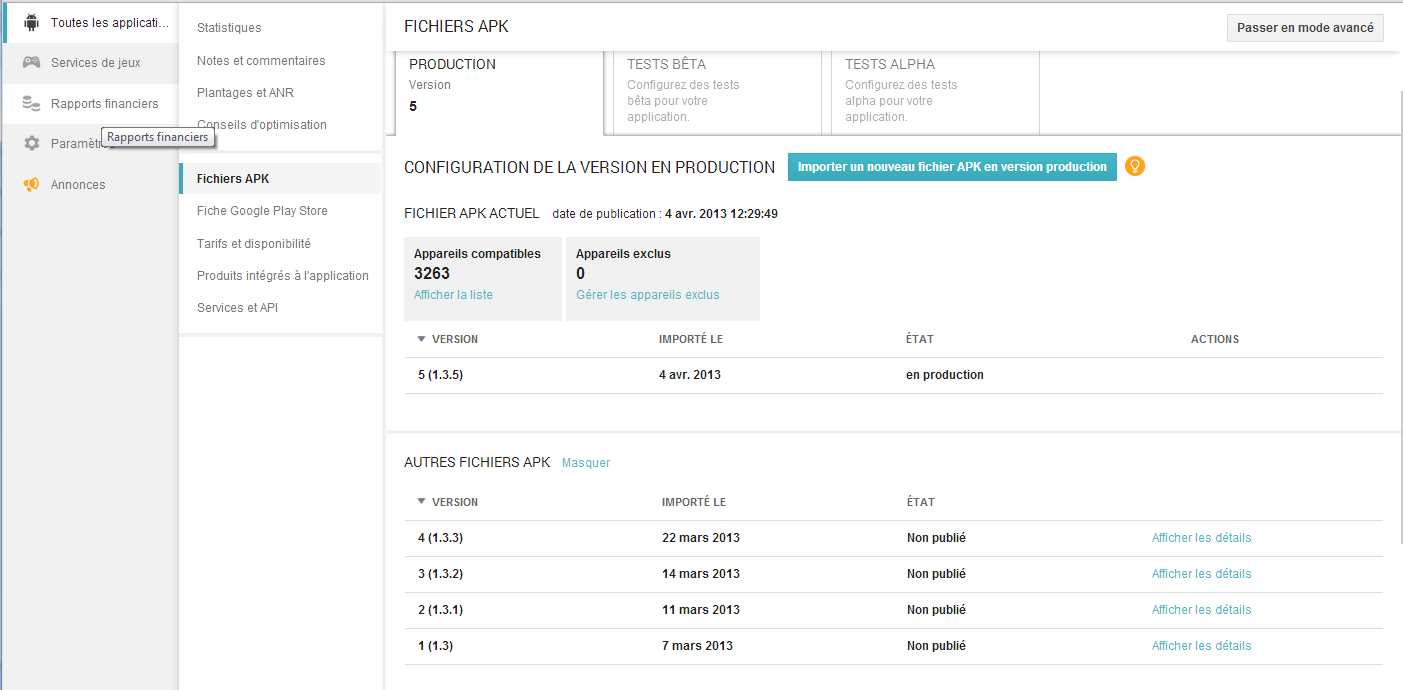 Toutes les applicati...
Services de jeux
Rapports financiers
Rapports financiers
Annonces
Statistiques
Notes et commentaires
Plantages et ANR
Conseils d'optimisation
Fichiers APK
Fiche Google Play Store
Tarifs et disponibilité
Produits intégrés à l'application
Services et API
FICHIERS APK
Passer en mode avancé
PRODUCTION
Version
5
TESTS BÊTA
Configurez des tests
bêta pour votre
application.
TESTS ALPHA
Configurez des tests
alpha pour votre
application.
CONFIGURATION DE LA VERSION EN PRODUCTION
Importer un nouveau fichier APK en version production
FICHIER APK ACTUEL date de publication : 4 avr. 2013 12:29:49
Appareils compatibles
3263
Afficher la liste
Appareils exclus
0
Gérer les appareils exclus
VERSION IMPORTÉ LE ÉTAT ACTIONS
5 (1.3.5) 4 avr. 2013 en production
AUTRES FICHIERS APK Masquer
VERSION IMPORTÉ LE ÉTAT
4 (1.3.3) 22 mars 2013 Non publié Afficher les détails
3 (1.3.2) 14 mars 2013 Non publié Afficher les détails
2 (1.3.1) 11 mars 2013 Non publié Afficher les détails
1 (1.3) 7 mars 2013 Non publié Afficher les détails